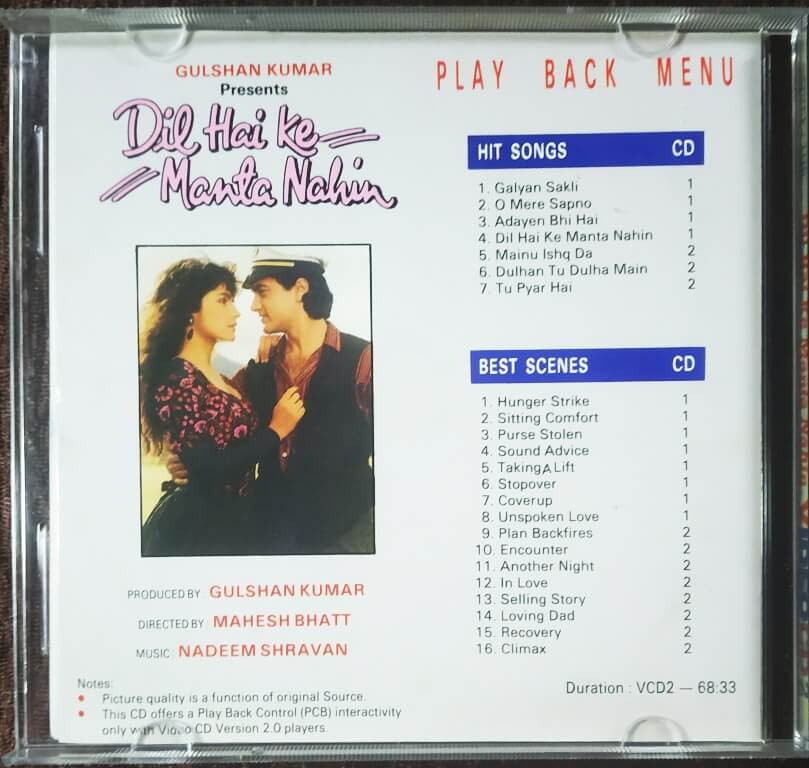 GULSHAN KUMAR
Presents
Dil Hai Ke
Manta Nahin
PRODUCED BY GULSHAN KUMAR
DIRECTED BY MAHESH BHATT
MUSIC NADEEM SHRAVAN
Notes:
• Picture quality is a function of original Source.
• This CD offers a Play Back Control (PCB) interactivity
only with Video CD Version 2.0 players.
PLAY BACK MENU
HIT SONGS CD
1. Galyan Sakli 1
2. O Mere Sapno 1
3. Adayen Bhi Hai 1
4. Dil Hai Ke Manta Nahin 1
5. Mainu Ishq Da 2
6. Dulhan Tu Dulha Main 2
7. Tu Pyar Hai 2
BEST SCENES CD
1. Hunger Strike 1
2. Sitting Comfort 1
3. Purse Stolen 1
4. Sound Advice 1
5. Taking A Lift 1
6. Stopover 1
7. Coverup 1
8. Unspoken Love 1
9. Plan Backfires 2
10. Encounter 2
11. Another Night 2
12. In Love 2
13. Selling Story 2
14. Loving Dad 2
15. Recovery 2
16. Climax 2
Duration : VCD2 — 68:33